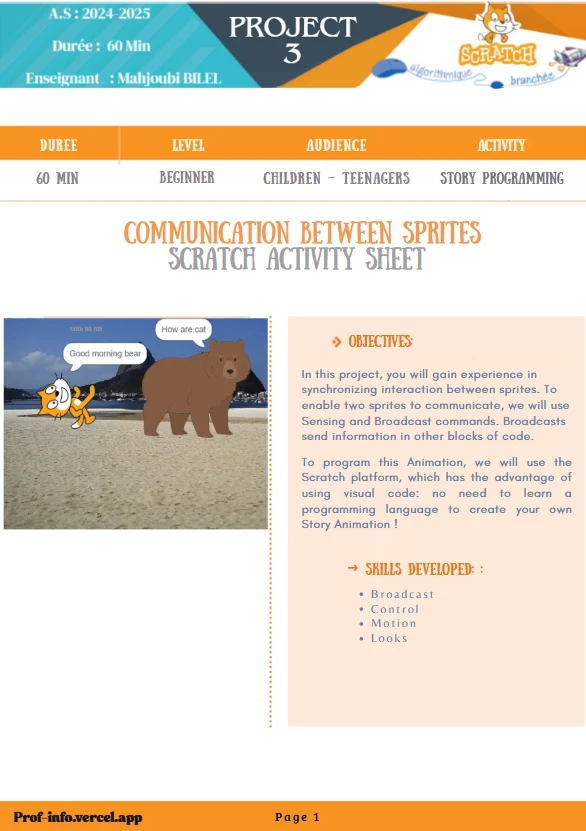 A.S : 2024-2025
Durée : 60 Min
Enseignant : Mahjoubi BILEL
PROJECT
3
SCRATCH
algorithmique
branchée
DUREE LEVEL AUDIENCE ACTIVITY
60 MIN BEGINNER CHILDREN - TEENAGERS STORY PROGRAMMING
COMMUNICATION BETWEEN SPRITES
SCRATCH ACTIVITY SHEET
How are cat
Good morning bear
OBJECTIVES:
In this project, you will gain experience in
synchronizing interaction between sprites. To
enable two sprites to communicate, we will use
Sensing and Broadcast commands. Broadcasts
send information in other blocks of code.
To program this Animation, we will use the
Scratch platform, which has the advantage of
using visual code: no need to learn a
programming language to create your own
Story Animation !
→ SKILLS DEVELOPED: :
• Broadcast
• Control
• Motion
• Looks
Prof-info.vercel.app
Page 1